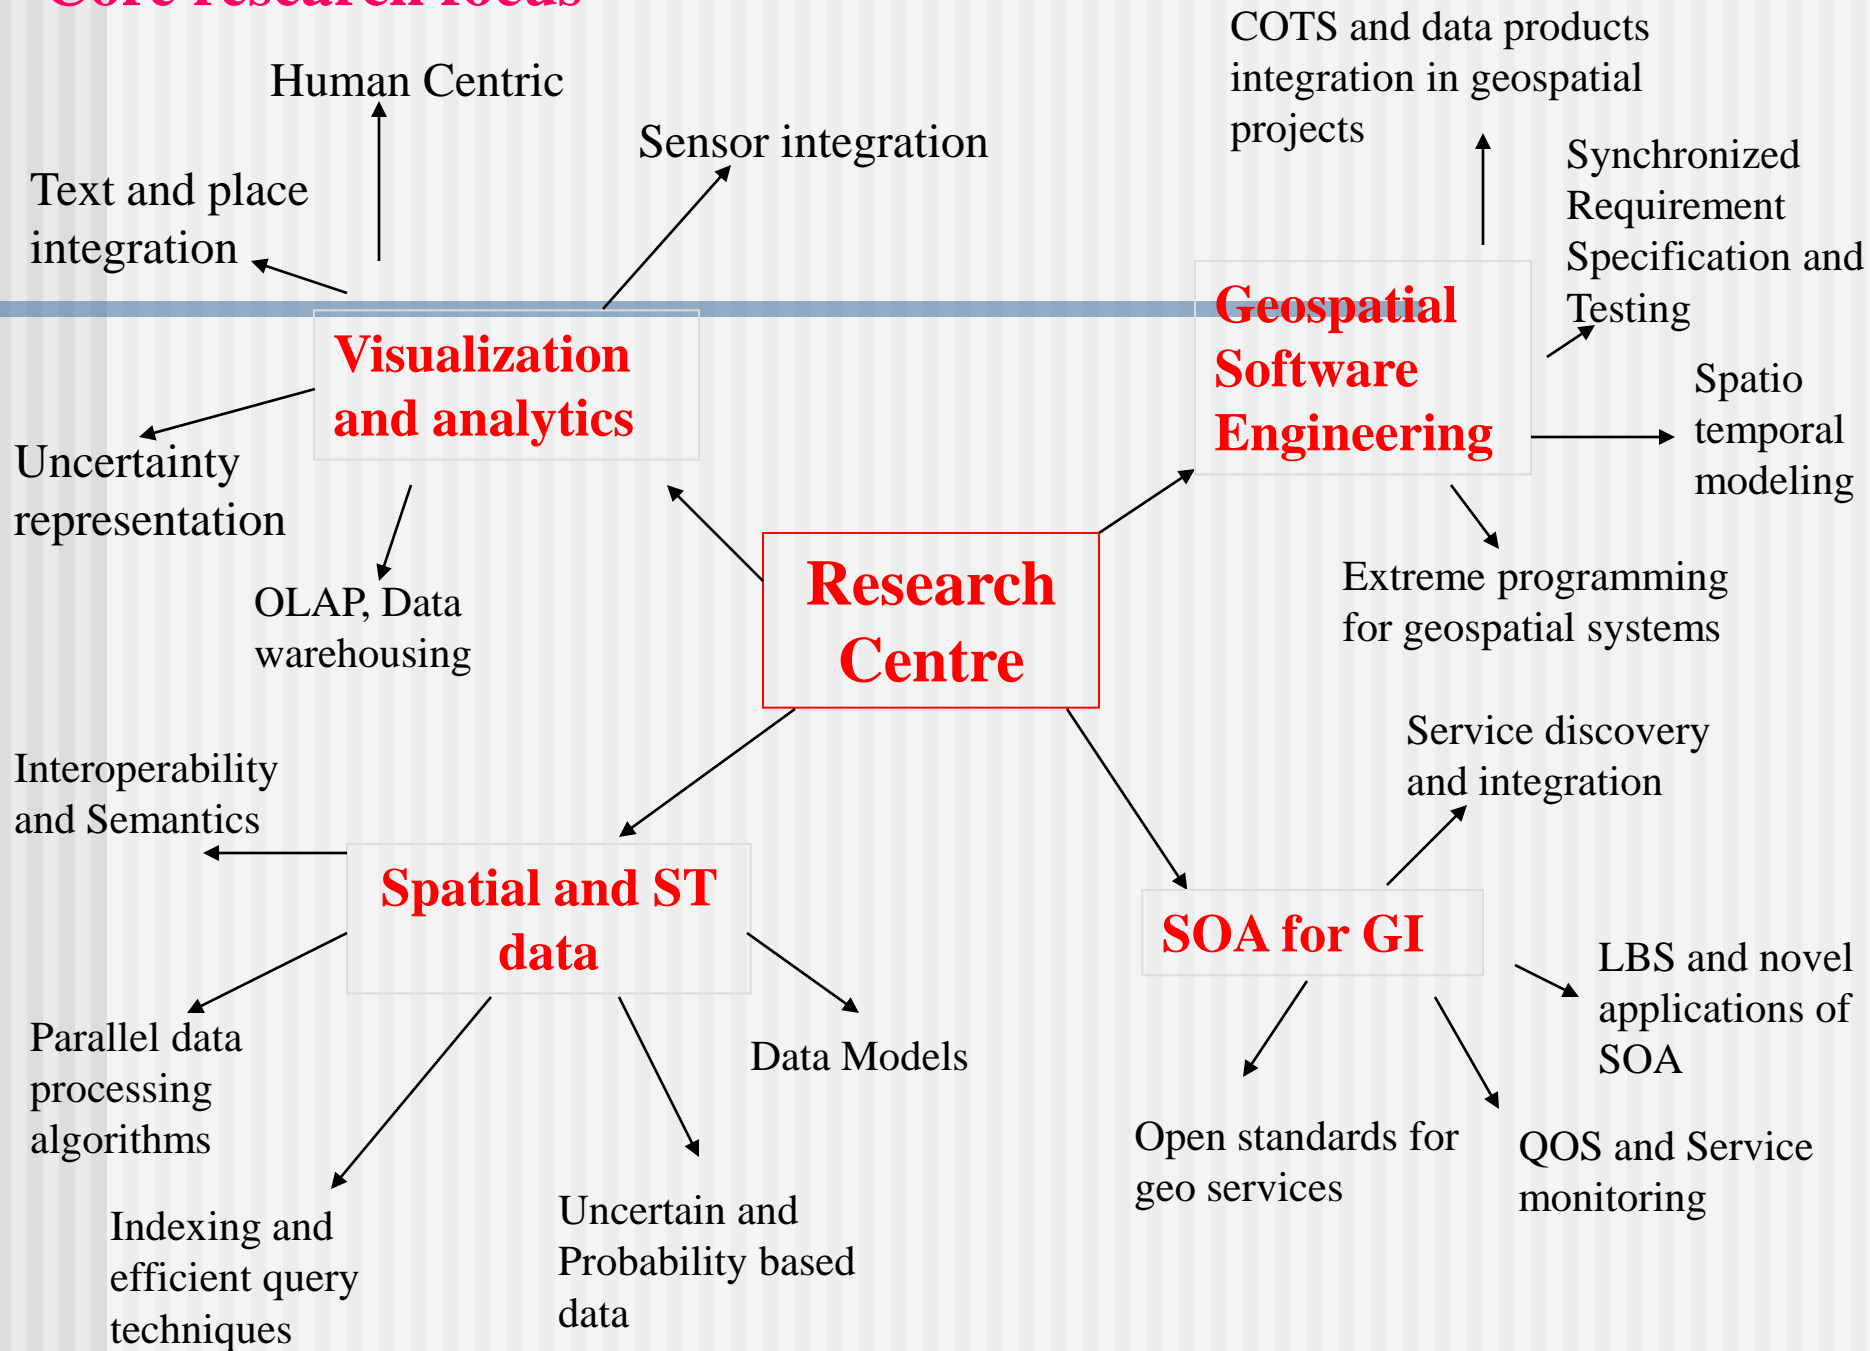 Core research focus
Human Centric
Sensor integration
Text and place
integration
Visualization
and analytics
Uncertainty
representation
OLAP, Data
warehousing
COTS and data products
integration in geospatial
projects
Synchronized
Requirement
Specification and
Testing
Geospatial
Software
Engineering
Spatio
temporal
modeling
Extreme programming
for geospatial systems
Research
Centre
Interoperability
and Semantics
Spatial and ST
data
Parallel data
processing
algorithms
Data Models
Indexing and
efficient query
techniques
Uncertain and
Probability based
data
Service discovery
and integration
SOA for GI
LBS and novel
applications of
SOA
Open standards for
geo services
QOS and Service
monitoring